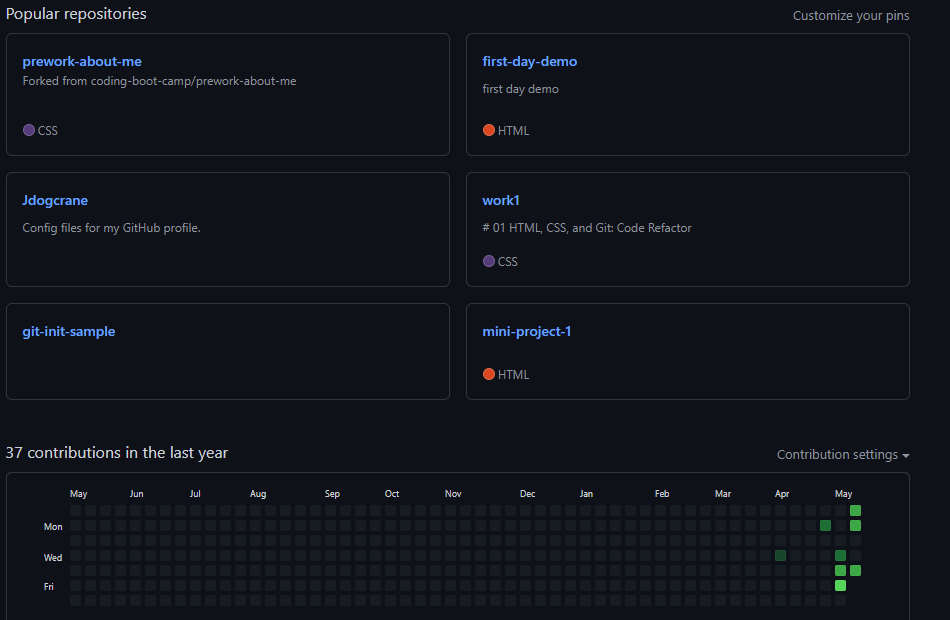 Popular repositories
Customize your pins
prework-about-me
Forked from coding-boot-camp/prework-about-me
CSS
first-day-demo
first day demo
HTML
Jdogcrane
Config files for my GitHub profile.
work1
# 01 HTML, CSS, and Git: Code Refactor
CSS
git-init-sample
mini-project-1
HTML
37 contributions in the last year
Contribution settings
May Jun Jul Aug Sep Oct Nov Dec Jan Feb Mar Apr May
Mon
Wed
Fri